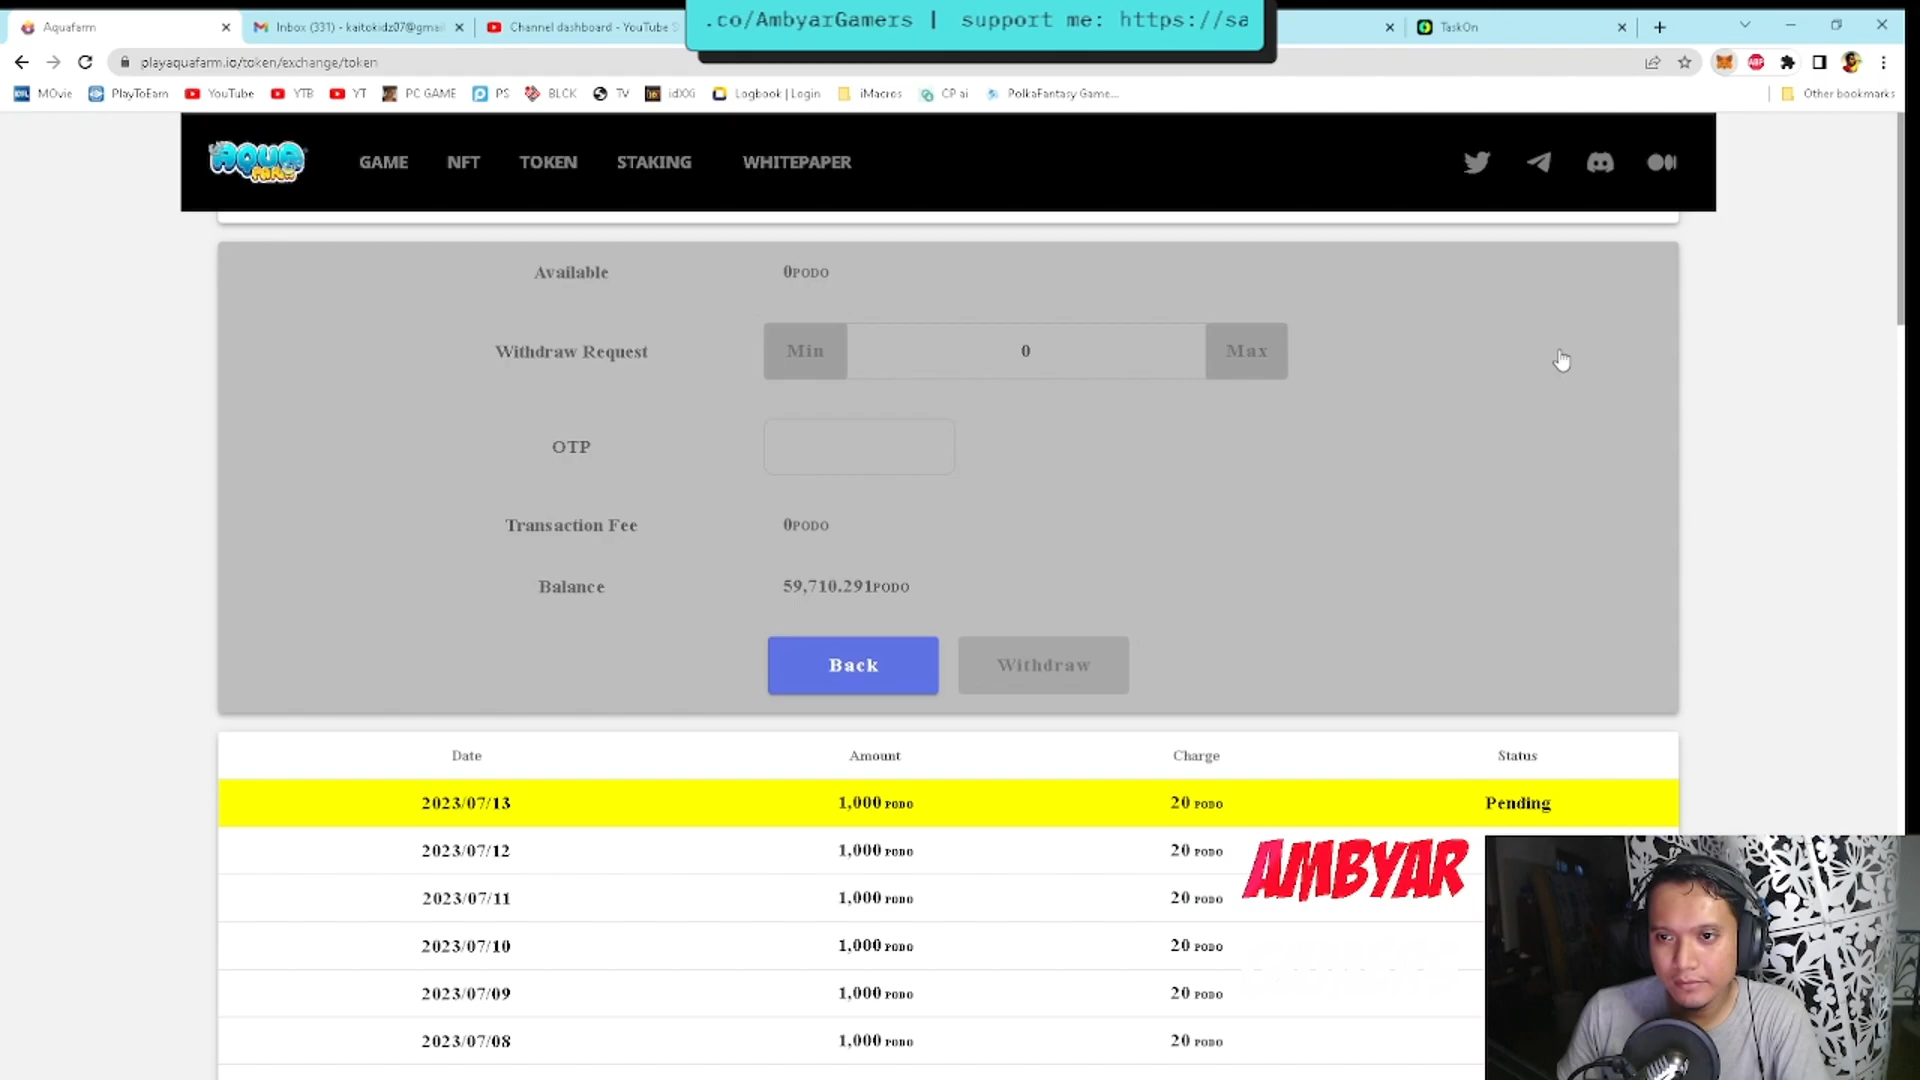 Aquafarm
Inbox (331) - kaitokidz07@gmail
Channel dashboard - YouTube S
.co/AmbyarGamers | support me: https://sa
TaskOn
playaquafarm.io/token/exchange/token
MOvie
PlayToEarn
YouTube
YTB
YT
PC GAME
PS
BLCK
TV
idXXi
Logbook | Login
iMacros
CP ai
PolkaFantasy Game...
Other bookmarks
AQUA
FARM
GAME
NFT
TOKEN
STAKING
WHITEPAPER
Available 0PODO
Withdraw Request Min 0 Max
OTP
Transaction Fee 0PODO
Balance 59,710.291PODO
Back Withdraw
Date Amount Charge Status
2023/07/13 1,000 PODO 20 PODO Pending
2023/07/12 1,000 PODO 20 PODO
2023/07/11 1,000 PODO 20 PODO
2023/07/10 1,000 PODO 20 PODO
2023/07/09 1,000 PODO 20 PODO
2023/07/08 1,000 PODO 20 PODO
AMBYAR